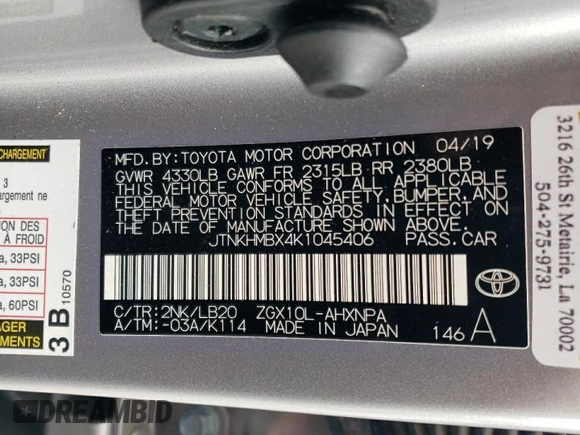 CHARGEMENT
3
hargement ne
IONS DES
À FROID
a, 33PSI
a, 33PSI
a, 60PSI
AGER
EMENTS
3 B
10570
MFD. BY:TOYOTA MOTOR CORPORATION 04/19
GVWR 4330LB GAWR FR 2315LB RR 2380LB
THIS VEHICLE CONFORMS TO ALL APPLICABLE
FEDERAL MOTOR VEHICLE SAFETY,BUMPER,AND
THEFT PREVENTION STANDARDS IN EFFECT ON
THE DATE OF MANUFACTURE SHOWN ABOVE.
JTNKHMBX4K1045406 PASS.CAR
C/TR:2NK/LB20 ZGX10L-AHXNPA
A/TM:-03A/K114 MADE IN JAPAN 146 A
TOYOTA
3216 26th St Metairie, La 70002
504-275-9731
DREAMBID